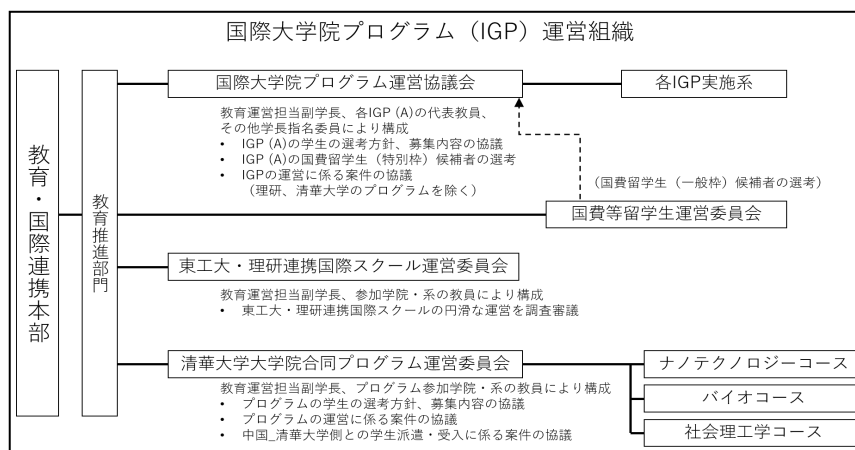 国際大学院プログラム（IGP）運営組織
教育・国際連携本部
教育推進部門
国際大学院プログラム運営協議会
各IGP実施系
教育運営担当副学長、各IGP (A)の代表教員、
その他学長指名委員により構成
• IGP (A)の学生の選考方針、募集内容の協議
• IGP (A)の国費留学生（特別枠）候補者の選考
• IGPの運営に係る案件の協議
（理研、清華大学のプログラムを除く）
（国費留学生（一般枠）候補者の選考）
国費等留学生運営委員会
東工大・理研連携国際スクール運営委員会
教育運営担当副学長、参加学院・系の教員により構成
• 東工大・理研連携国際スクールの円滑な運営を調査審議
清華大学大学院合同プログラム運営委員会
教育運営担当副学長、プログラム参加学院・系の教員により構成
• プログラムの学生の選考方針、募集内容の協議
• プログラムの運営に係る案件の協議
• 中国_清華大学側との学生派遣・受入に係る案件の協議
ナノテクノロジーコース
バイオコース
社会理工学コース